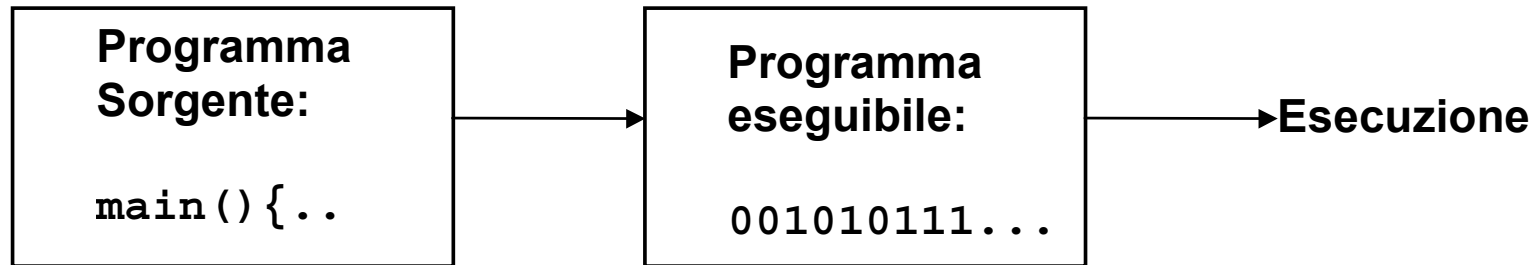 Programma
Sorgente:
main(){..
Programma
eseguibile:
001010111...
Esecuzione